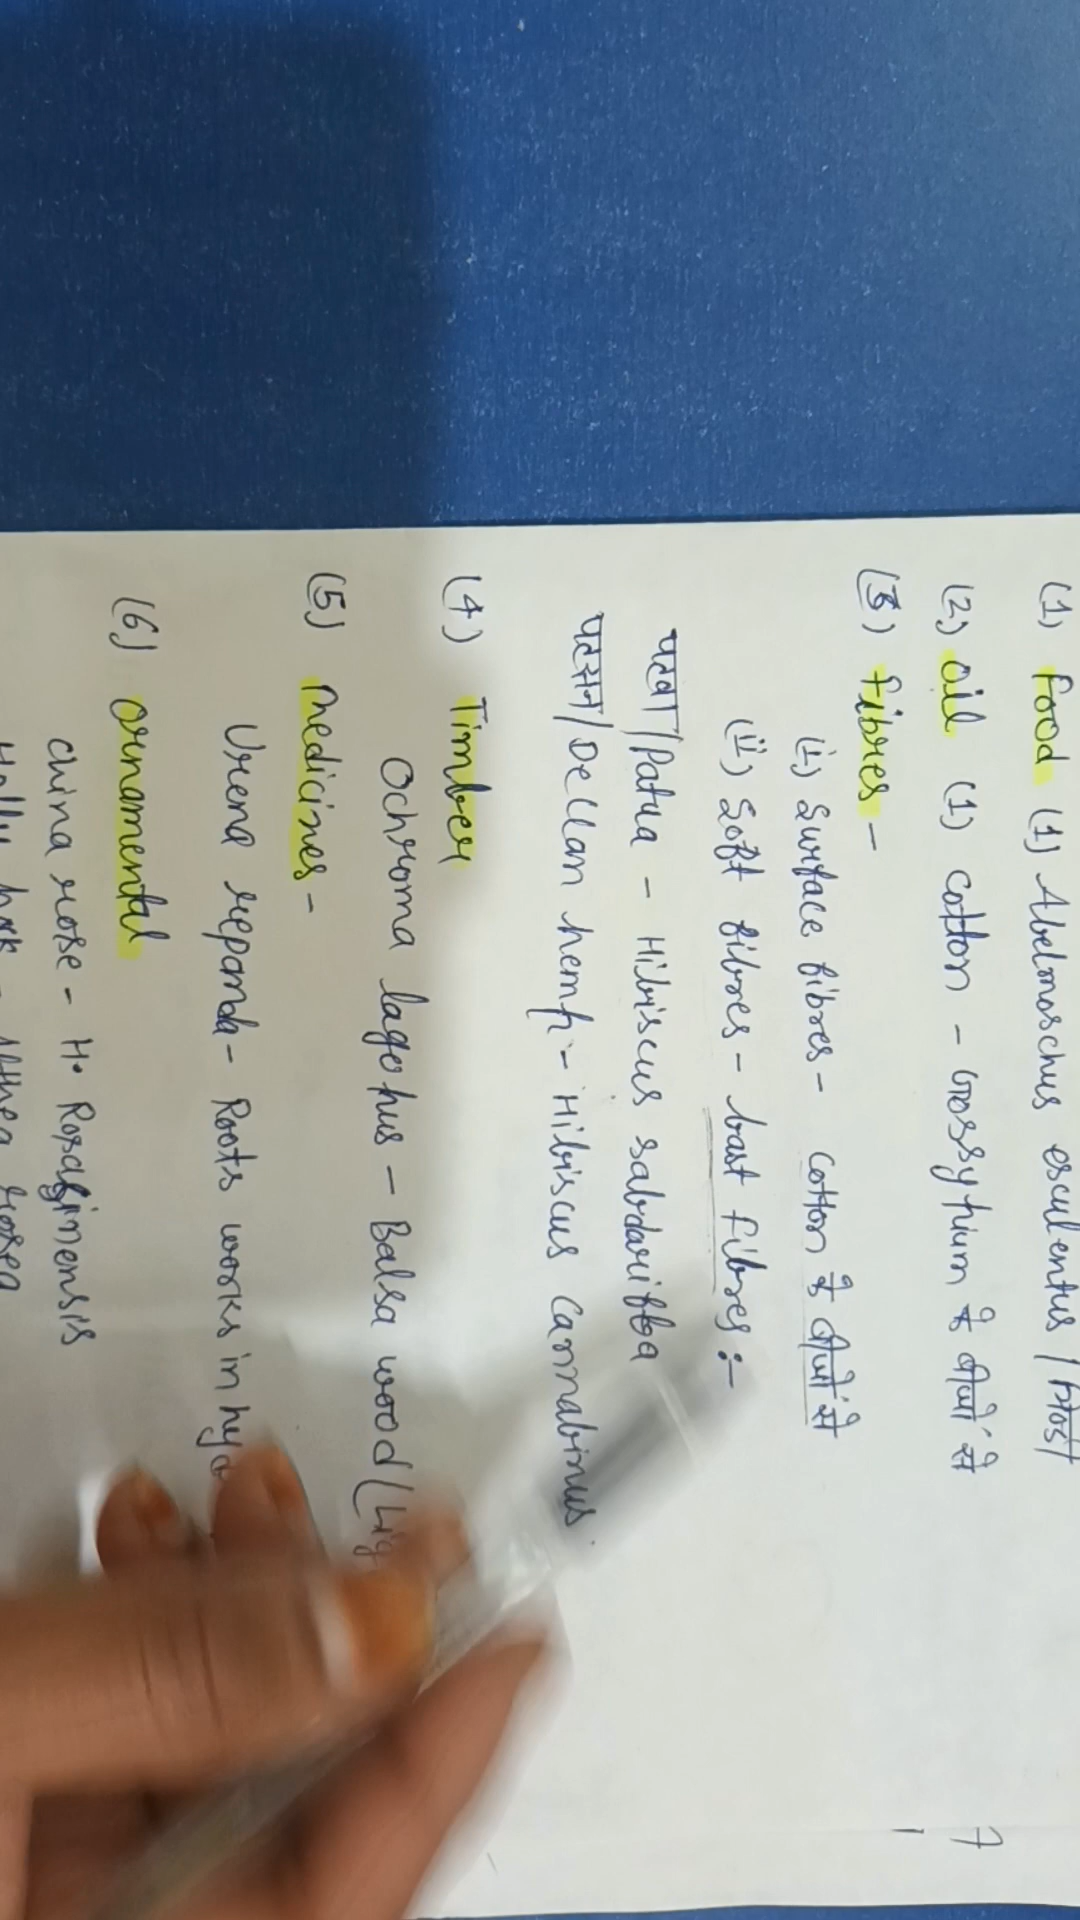 (1) Food (1) Abelmoschus esculentus /
(2) oil (1) cotton - Gossypium के बीजों से
(3) fibres -
(i) Surface fibres - cotton के बीजों से
(ii) Soft fibres - bast fibres :-
पटवा/Patua - Hibiscus sabdariffa
पटसन/Deccan hemp - Hibiscus cannabinus
(4) Timber
Ochroma lagopus - Balsa wood (
(5) Medicines -
Urena repanda - Roots works in
(6) ornamental
china rose - H. Rosasinensis
7